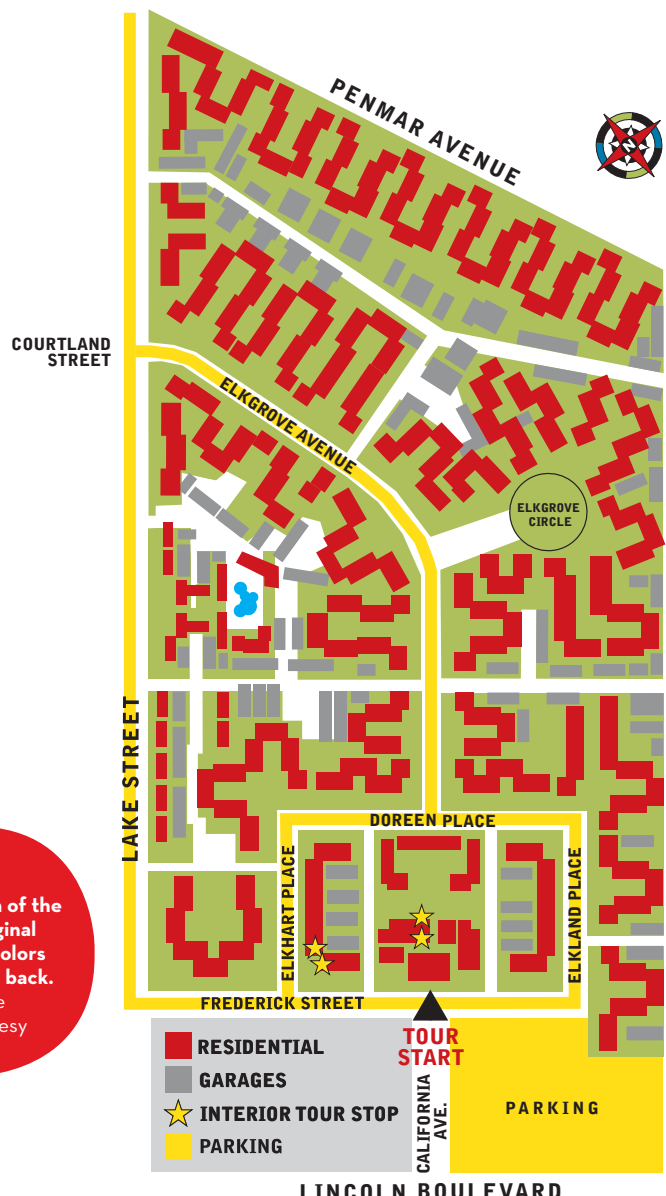 PENMAR AVENUE
N
COURTLAND
STREET
ELKGROVE AVENUE
ELKGROVE
CIRCLE
LAKE STREET
DOREEN PLACE
ELKHART PLACE
ELKLAND PLACE
of the
ginal
olors
back.
e
esy
FREDERICK STREET
TOUR
START
RESIDENTIAL
GARAGES
INTERIOR TOUR STOP
PARKING
CALIFORNIA
AVE.
PARKING
LINCOLN BOULEVARD